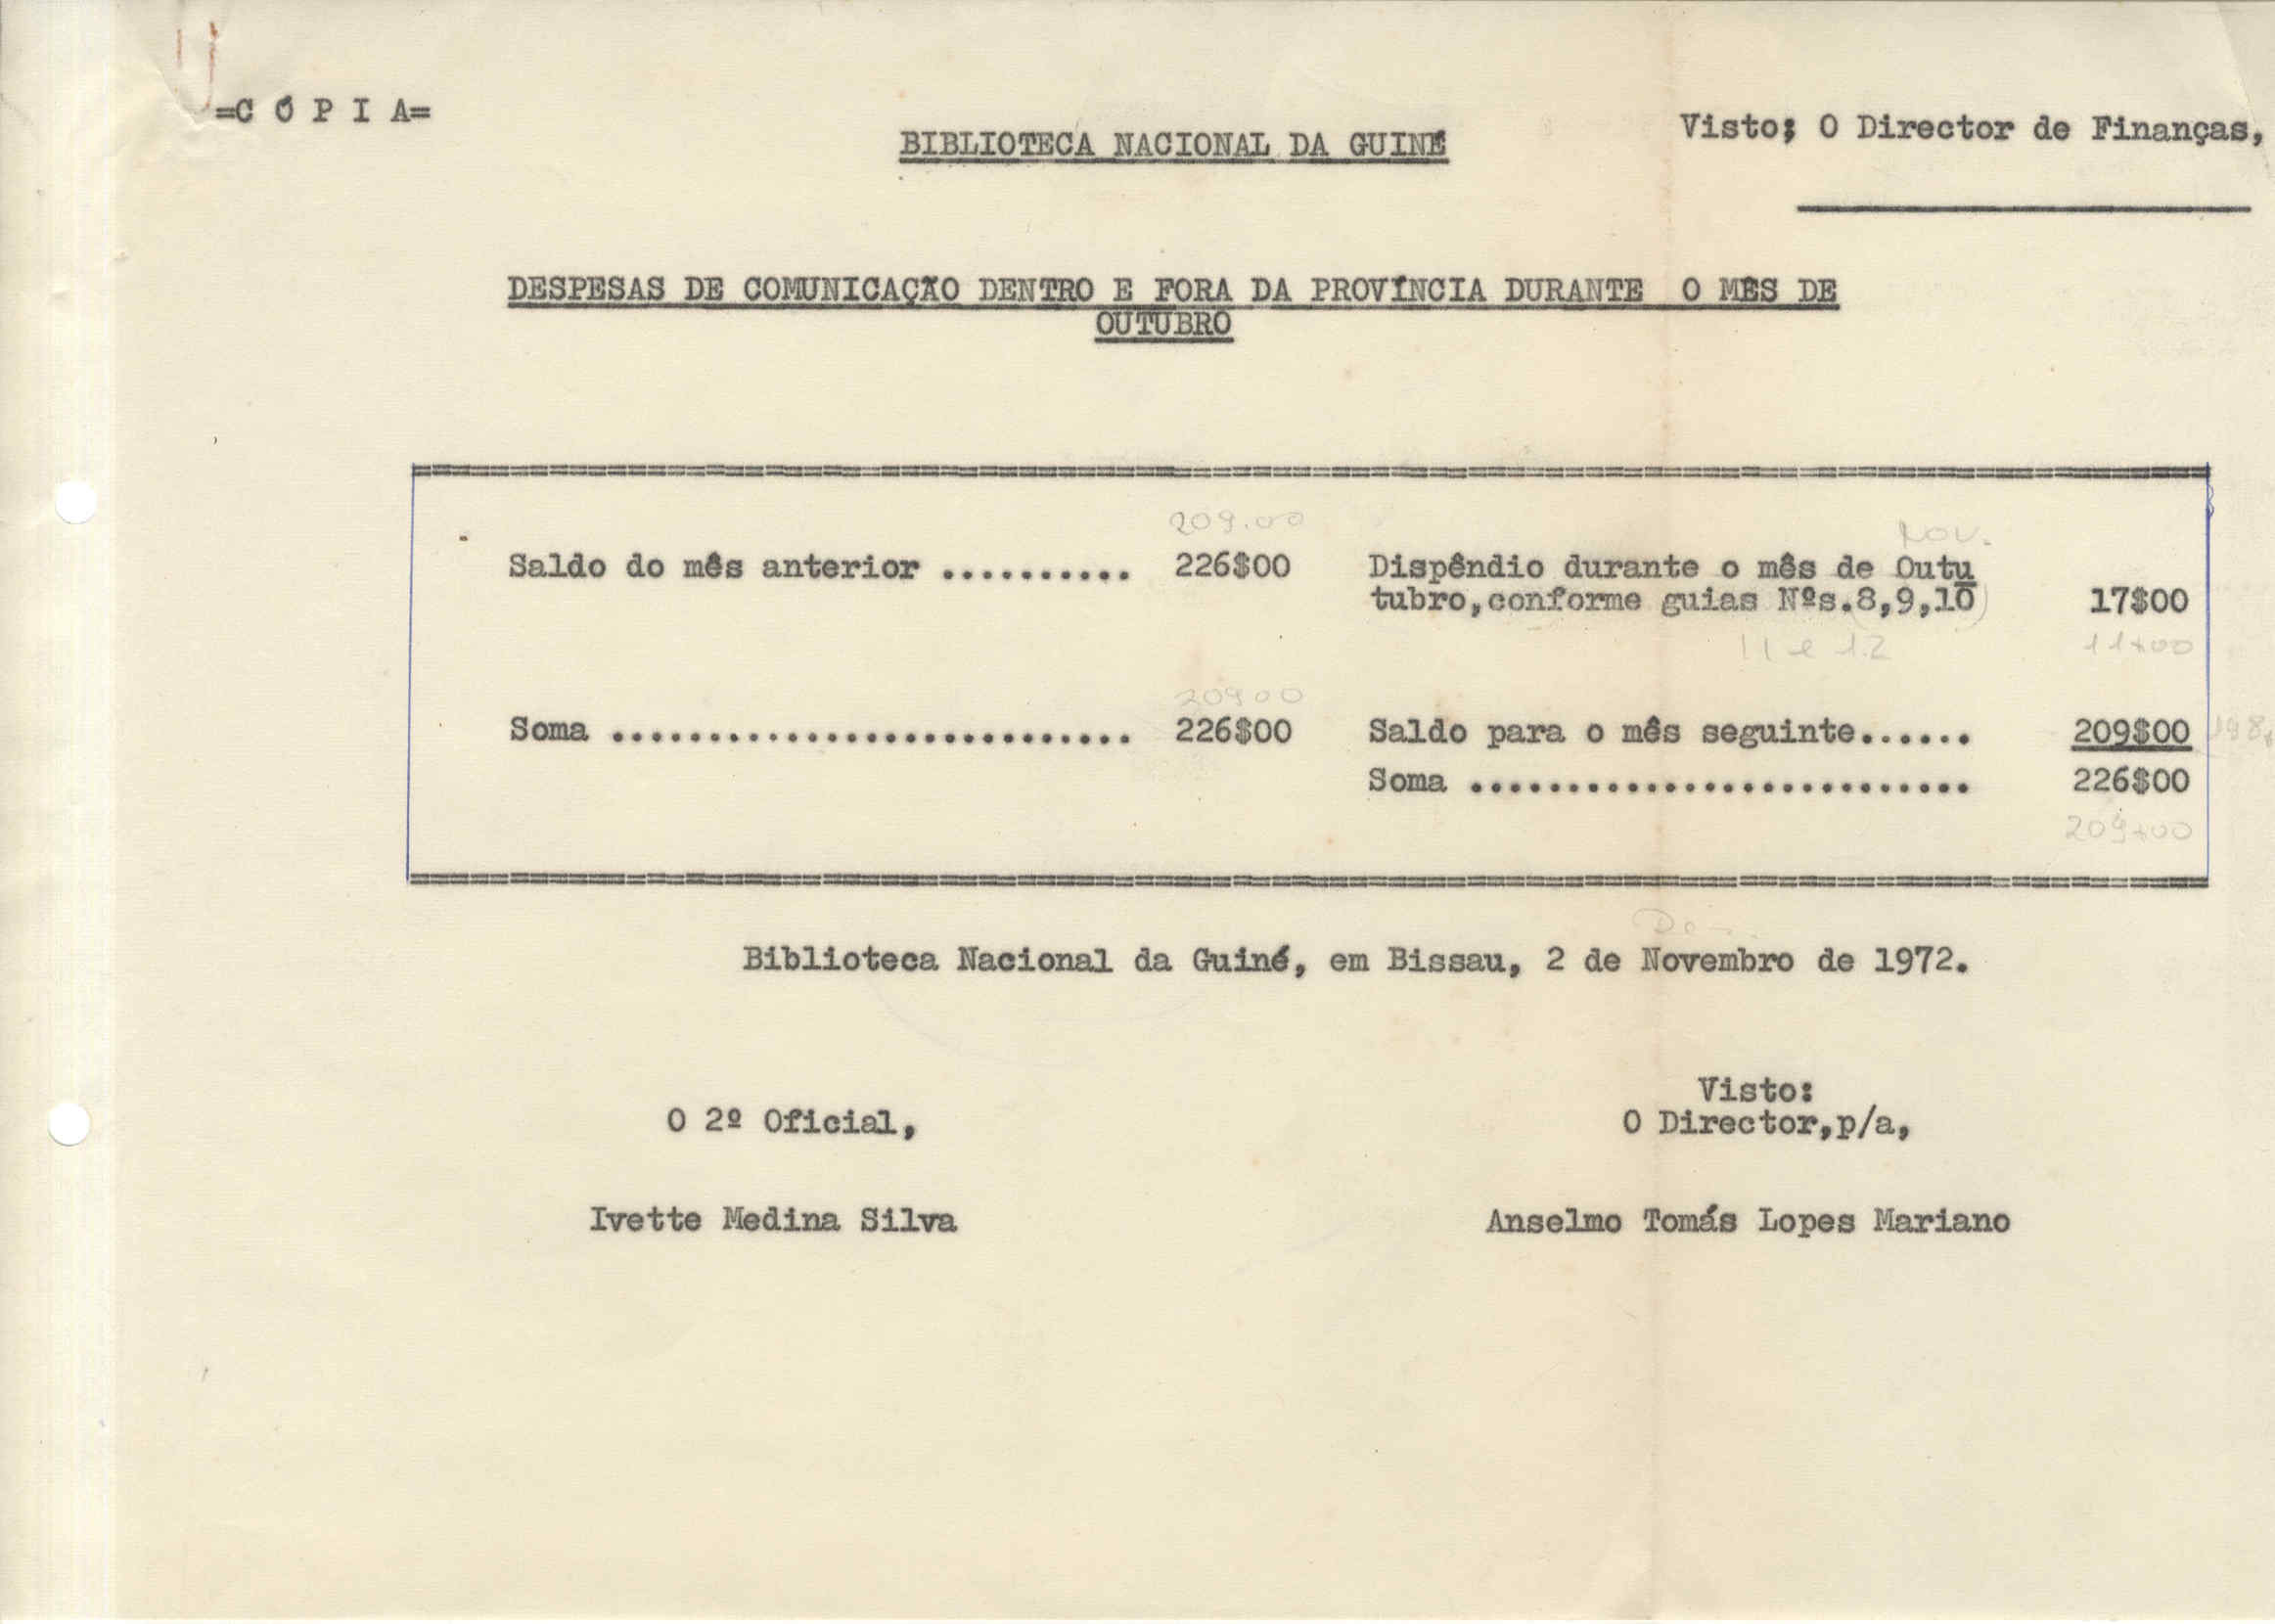 =C Ó P I A=
Visto; O Director de Finanças,
BIBLIOTECA NACIONAL DA GUINÉ
DESPESAS DE COMUNICAÇÃO DENTRO E FORA DA PROVÍNCIA DURANTE O MÊS DE
OUTUBRO
209.00
Nov.
Saldo do mês anterior .......... 226$00 Dispêndio durante o mês de Outu
tubro,conforme guias Nºs.8,9,10 17$00
11 e 12 11$00
209 00
Soma ........................... 226$00 Saldo para o mês seguinte...... 209$00 198
Soma .......................... 226$00
209$00
Biblioteca Nacional da Guiné, em Bissau, 2 de Novembro de 1972.
Visto:
O 2º Oficial, O Director,p/a,
Ivette Medina Silva Anselmo Tomás Lopes Mariano